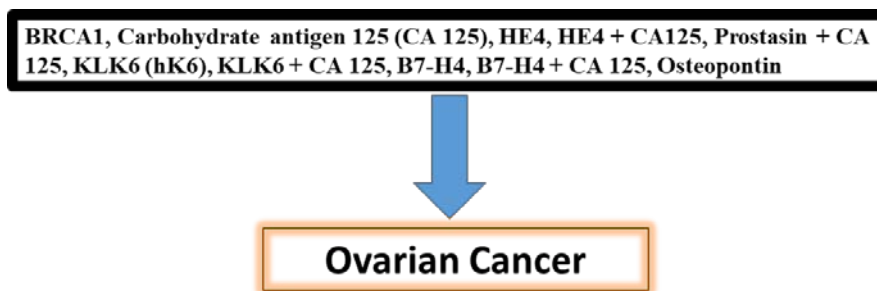 BRCA1, Carbohydrate antigen 125 (CA 125), HE4, HE4 + CA125, Prostasin + CA
125, KLK6 (hK6), KLK6 + CA 125, B7-H4, B7-H4 + CA 125, Osteopontin
Ovarian Cancer